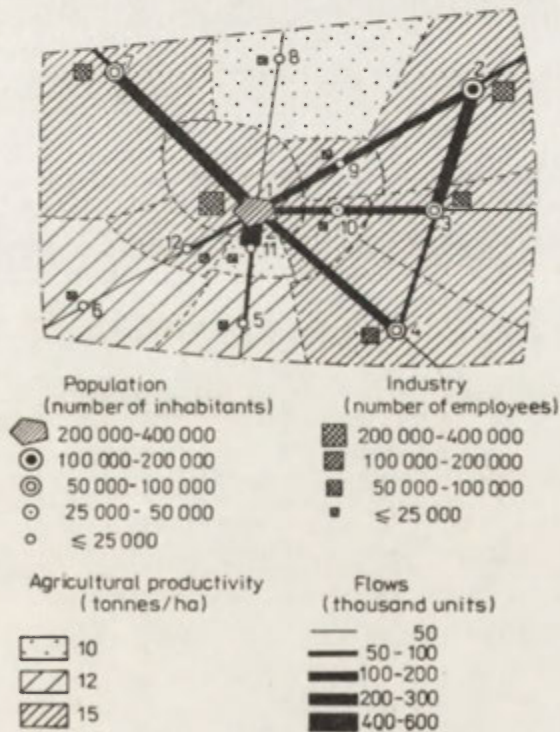 8
2
9
1
10
3
11
12
6
5
4
Population
(number of inhabitants)
200 000-400 000
100 000-200 000
50 000-100 000
25 000 - 50 000
⩽ 25 000
Industry
(number of employees)
200 000-400 000
100 000-200 000
50 000-100 000
⩽ 25 000
Agricultural productivity
(tonnes/ha)
10
12
15
Flows
(thousand units)
50
50-100
100-200
200-300
400-600